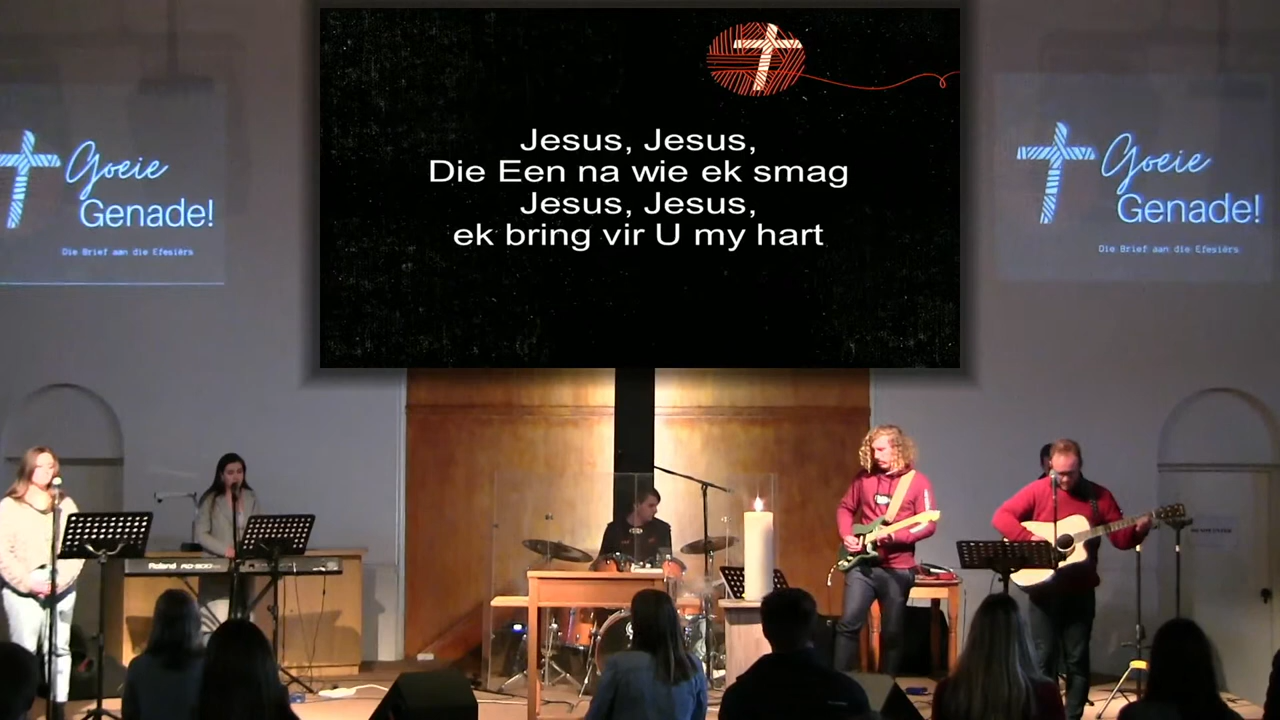 Jesus, Jesus,
Die Een na wie ek smag
Jesus, Jesus,
ek bring vir U my hart
Goeie
Genade!
Die Brief aan die Efesiërs
Goeie
Genade!
Die Brief aan die Efesiërs
Roland